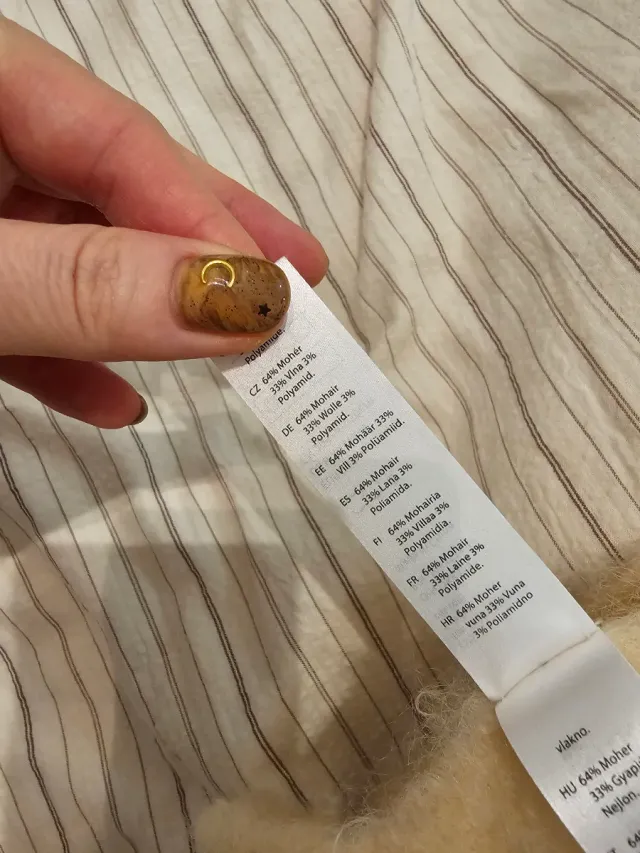 Polyamide.
CZ 64% Mohér
33% Vlna 3%
Polyamid.
DE 64% Mohair
33% Wolle 3%
Polyamid.
EE 64% Mohäär 33%
Vill 3% Polüamiid.
ES 64% Mohair
33% Lana 3%
Poliamida.
FI 64% Mohairia
33% Villaa 3%
Polyamidia.
FR 64% Mohair
33% Laine 3%
Polyamide.
HR 64% Moher
vuna 33% Vuna
3% Poliamidno
vlakno.
HU 64% Moher
33% Gyapj
Nejlon.
64%